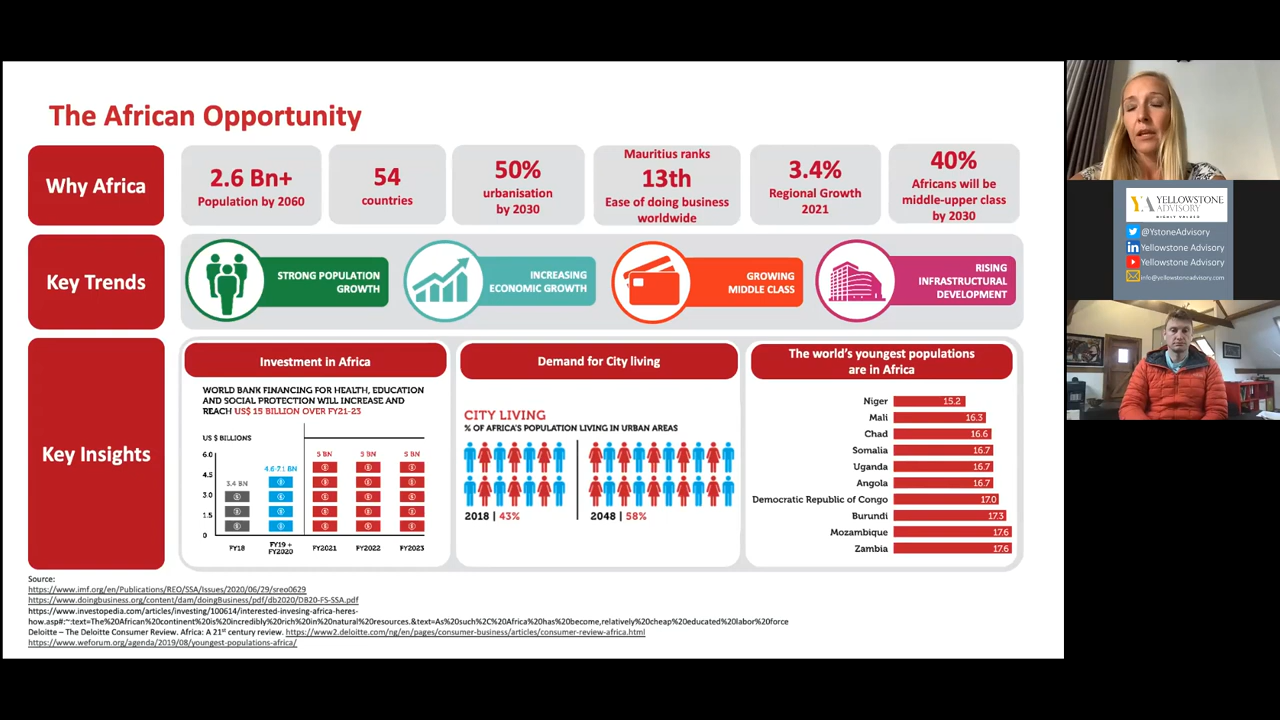 The African Opportunity
Why Africa
2.6 Bn+
Population by 2060
54
countries
50%
urbanisation
by 2030
Mauritius ranks
13th
Ease of doing business
worldwide
3.4%
Regional Growth
2021
40%
Africans will be
middle-upper class
by 2030
Key Trends
STRONG POPULATION
GROWTH
INCREASING
ECONOMIC GROWTH
GROWING
MIDDLE CLASS
RISING
INFRASTRUCTURAL
DEVELOPMENT
Key Insights
Investment in Africa
WORLD BANK FINANCING FOR HEALTH, EDUCATION
AND SOCIAL PROTECTION WILL INCREASE AND
REACH US$ 15 BILLION OVER FY21-23
US $ BILLIONS
6.0
4.5
3.0
1.5
0
3.4 BN
4.6-7.1 BN
5 BN
5 BN
5 BN
FY18
FY19 +
FY2020
FY2021
FY2022
FY2023
Demand for City living
CITY LIVING
% OF AFRICA'S POPULATION LIVING IN URBAN AREAS
2018 | 43%
2048 | 58%
The world's youngest populations
are in Africa
Niger 15.2
Mali 16.3
Chad 16.6
Somalia 16.7
Uganda 16.7
Angola 16.7
Democratic Republic of Congo 17.0
Burundi 17.3
Mozambique 17.6
Zambia 17.6
Source:
https://www.imf.org/en/Publications/REO/SSA/Issues/2020/06/29/sreo0629
https://www.doingbusiness.org/content/dam/doingBusiness/pdf/db2020/DB20-FS-SSA.pdf
https://www.investopedia.com/articles/investing/100614/interested-invesing-africa-heres-
how.asp#:~:text=The%20African%20continent%20is%20incredibly%20rich%20in%20natural%20resources.&text=As%20such%2C%20Africa%20has%20become,relatively%20cheap%20educated%20labor%20force
Deloitte – The Deloitte Consumer Review. Africa: A 21st century review. https://www2.deloitte.com/ng/en/pages/consumer-business/articles/consumer-review-africa.html
https://www.weforum.org/agenda/2019/08/youngest-populations-africa/
YA YELLOWSTONE
ADVISORY
HIGHLY VALUED
@YstoneAdvisory
Yellowstone Advisory
Yellowstone Advisory
info@yellowstoneadvisory.com